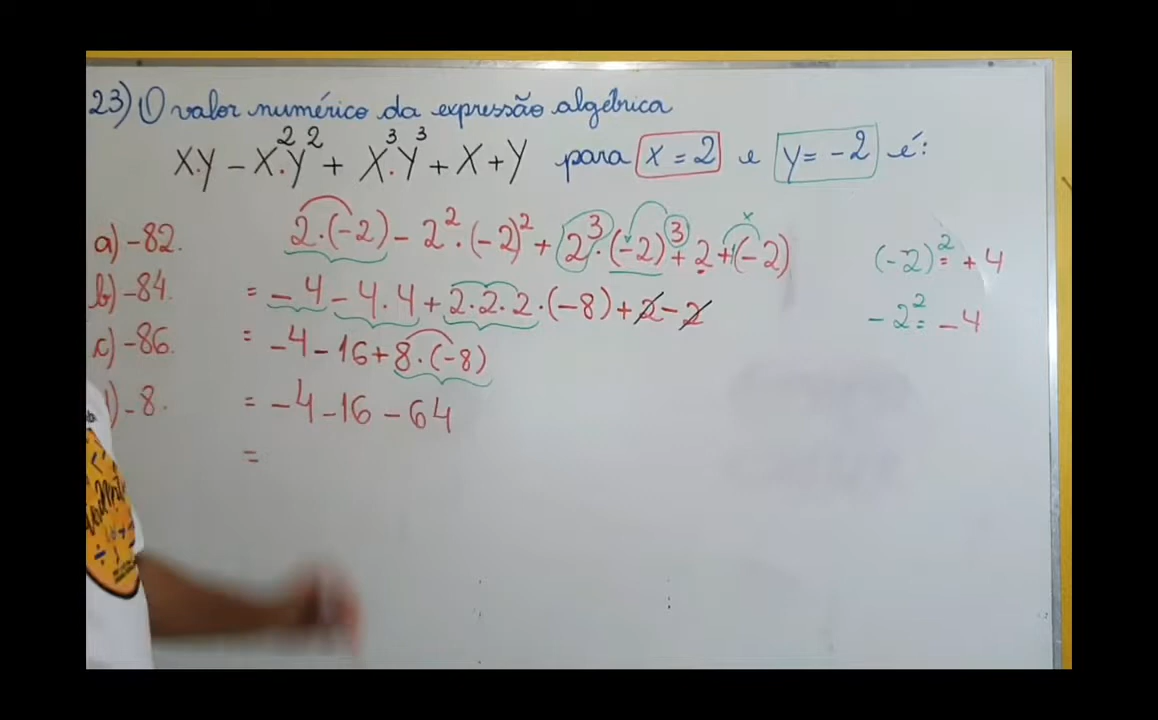 23) O valor numérico da expressão algébrica
X.Y - X².Y² + X³.Y³ + X + Y para x = 2 e y = -2 é:
a) -82.
b) -84.
c) -86.
) -8.
2.(-2) - 2².(-2)² + 2³.(-2)³ + 2 + (-2)
= -4 - 4.4 + 2.2.2.(-8) + 2 - 2
= -4 - 16 + 8.(-8)
= -4 - 16 - 64
=
(-2)² = +4
-2² = -4